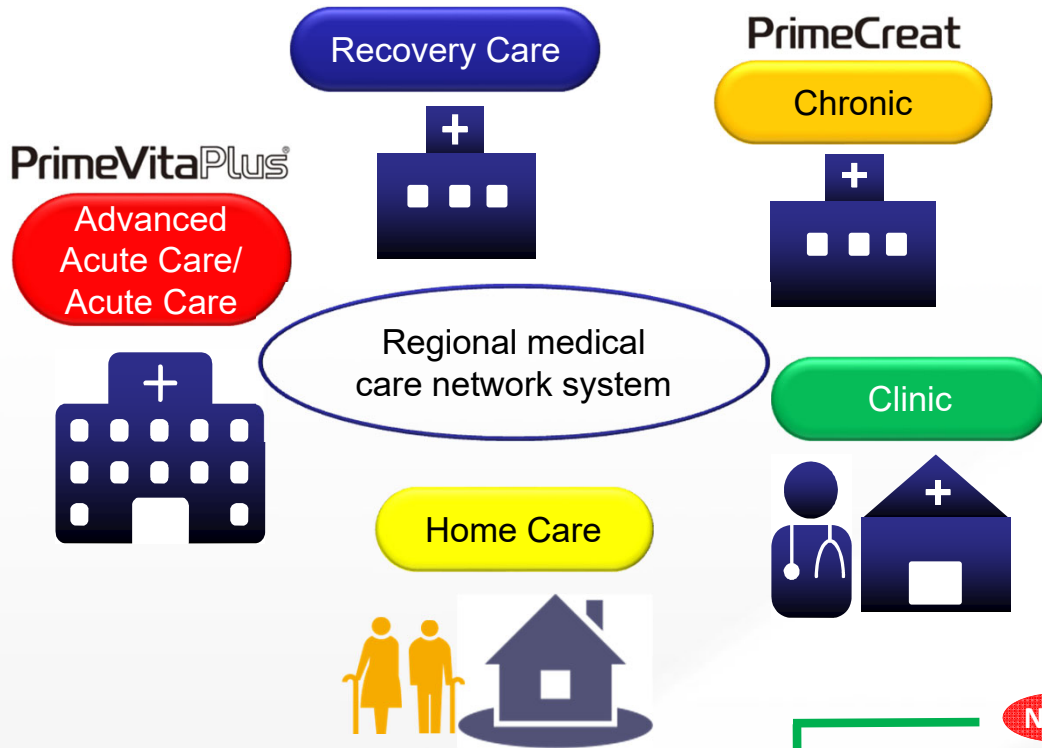 Recovery Care
PrimeCreat
Chronic
PrimeVitaPlus®
Advanced
Acute Care/
Acute Care
Regional medical
care network system
Clinic
Home Care